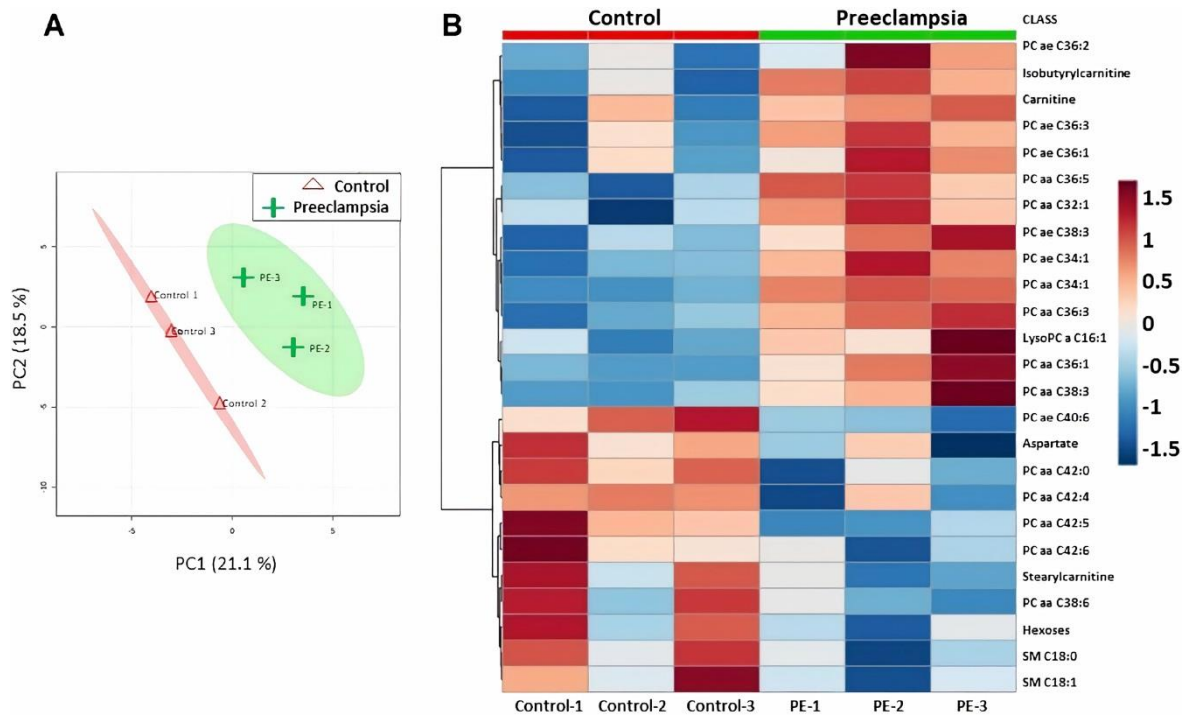 A
Control
Preeclampsia
5
0
-5
-10
-5
0
5
Control 1
Control 3
Control 2
PE-3
PE-1
PE-2
PC2 (18.5 %)
PC1 (21.1 %)
B
Control
Preeclampsia
CLASS
PC ae C36:2
Isobutyrylcarnitine
Carnitine
PC ae C36:3
PC ae C36:1
PC aa C36:5
PC aa C32:1
PC ae C38:3
PC ae C34:1
PC aa C34:1
PC aa C36:3
LysoPC a C16:1
PC aa C36:1
PC aa C38:3
PC ae C40:6
Aspartate
PC aa C42:0
PC aa C42:4
PC aa C42:5
PC aa C42:6
Stearylcarnitine
PC aa C38:6
Hexoses
SM C18:0
SM C18:1
Control-1 Control-2 Control-3 PE-1 PE-2 PE-3
1.5
1
0.5
0
-0.5
-1
-1.5